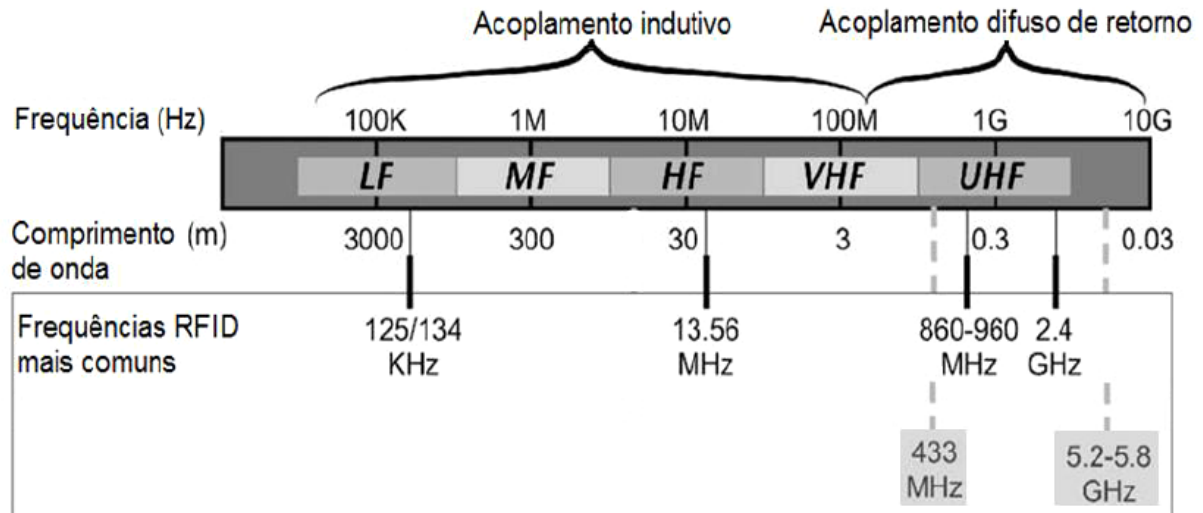 Acoplamento indutivo
Acoplamento difuso de retorno
Frequência (Hz)
100K 1M 10M 100M 1G 10G
LF MF HF VHF UHF
Comprimento (m)
de onda
3000 300 30 3 0.3 0.03
Frequências RFID
mais comuns
125/134
KHz
13.56
MHz
860-960
MHz
2.4
GHz
433
MHz
5.2-5.8
GHz